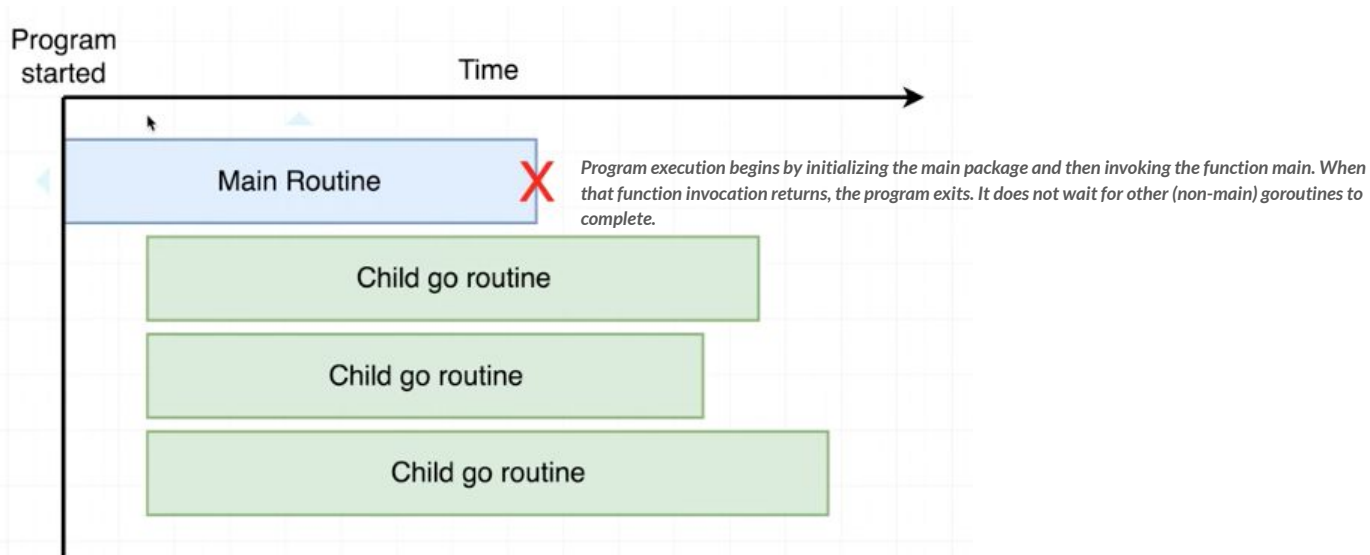 Program
started
Time
Main Routine
X
Program execution begins by initializing the main package and then invoking the function main. When
that function invocation returns, the program exits. It does not wait for other (non-main) goroutines to
complete.
Child go routine
Child go routine
Child go routine